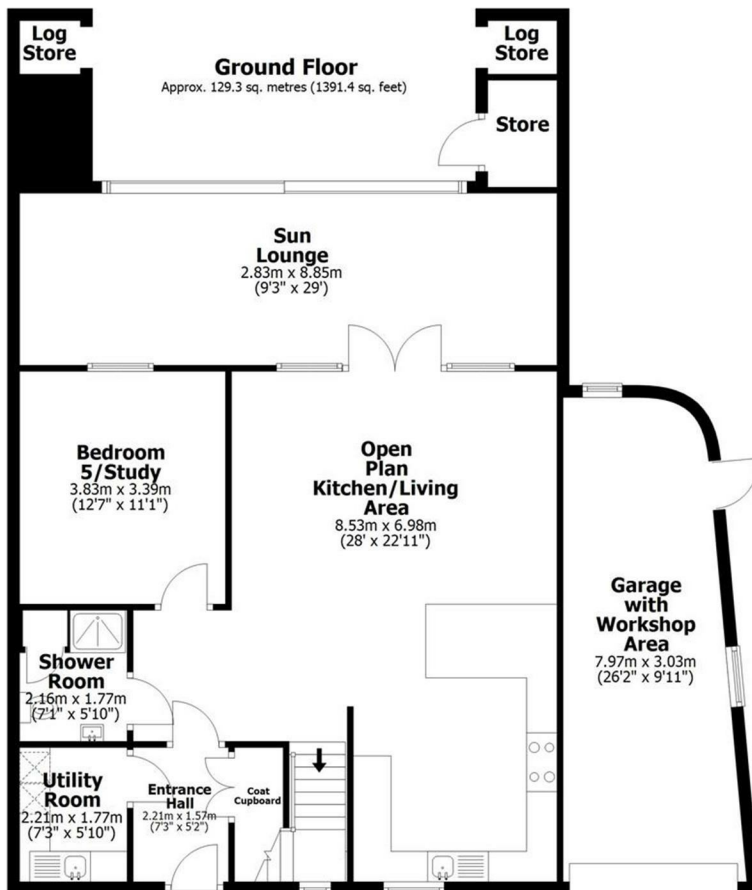 Log
Store
Log
Store
Ground Floor
Approx. 129.3 sq. metres (1391.4 sq. feet)
Store
Sun
Lounge
2.83m x 8.85m
(9'3" x 29')
Bedroom
5/Study
3.83m x 3.39m
(12'7" x 11'1")
Open
Plan
Kitchen/Living
Area
8.53m x 6.98m
(28' x 22'11")
Garage
with
Workshop
Area
7.97m x 3.03m
(26'2" x 9'11")
Shower
Room
2.16m x 1.77m
(7'1" x 5'10")
Utility
Room
2.21m x 1.77m
(7'3" x 5'10")
Entrance
Hall
2.21m x 1.57m
(7'3" x 5'2")
Coat
Cupboard